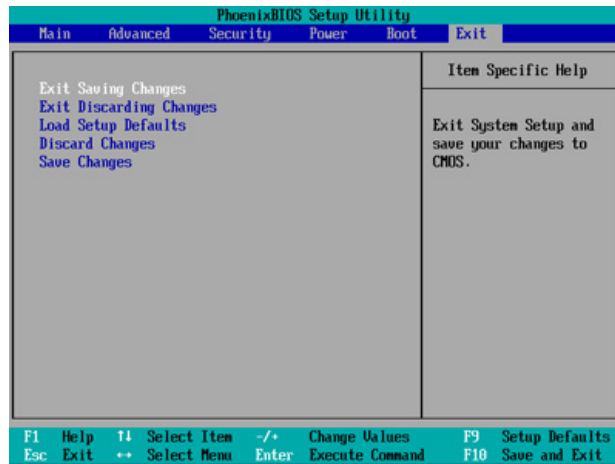 PhoenixBIOS Setup Utility
Main Advanced Security Power Boot Exit
Exit Saving Changes
Exit Discarding Changes
Load Setup Defaults
Discard Changes
Save Changes
Item Specific Help
Exit System Setup and
save your changes to
CMOS.
F1 Help ↑↓ Select Item -/+ Change Values F9 Setup Defaults
Esc Exit ↔ Select Menu Enter Execute Command F10 Save and Exit